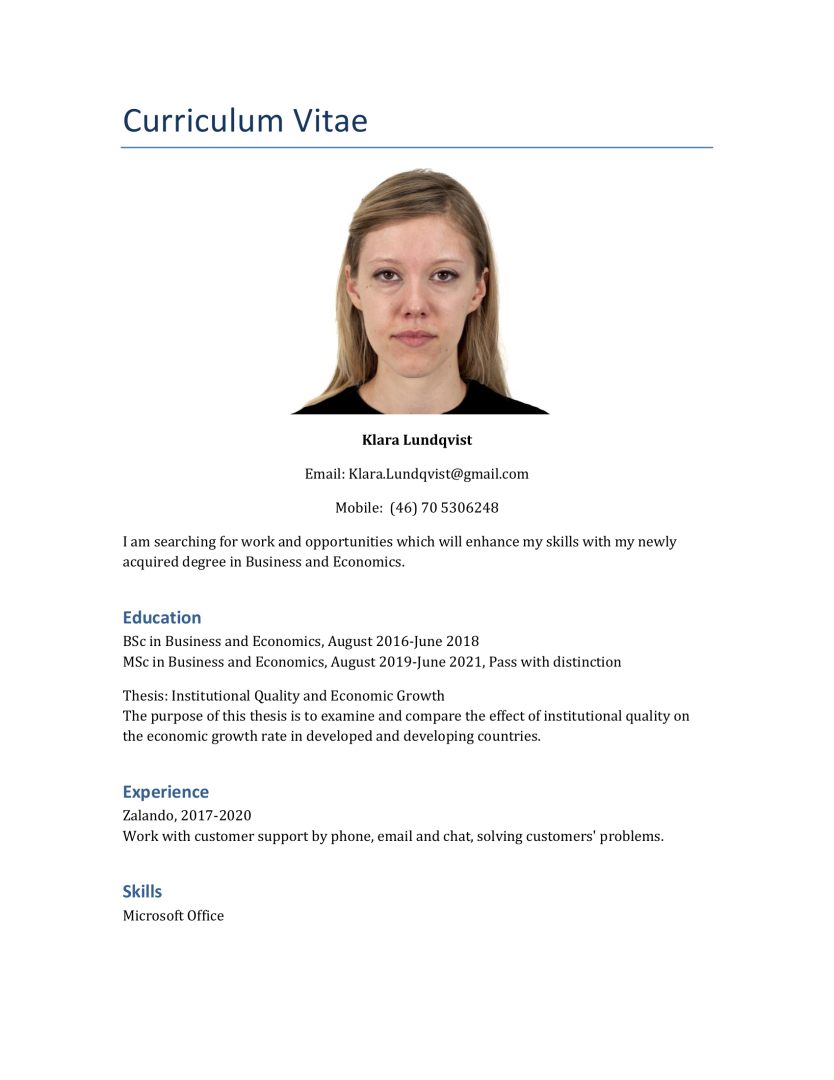 Curriculum Vitae
Klara Lundqvist
Email: Klara.Lundqvist@gmail.com
Mobile:  (46) 70 5306248
I am searching for work and opportunities which will enhance my skills with my newly
acquired degree in Business and Economics.
Education
BSc in Business and Economics, August 2016-June 2018
MSc in Business and Economics, August 2019-June 2021, Pass with distinction
Thesis: Institutional Quality and Economic Growth
The purpose of this thesis is to examine and compare the effect of institutional quality on
the economic growth rate in developed and developing countries.
Experience
Zalando, 2017-2020
Work with customer support by phone, email and chat, solving customers' problems.
Skills
Microsoft Office